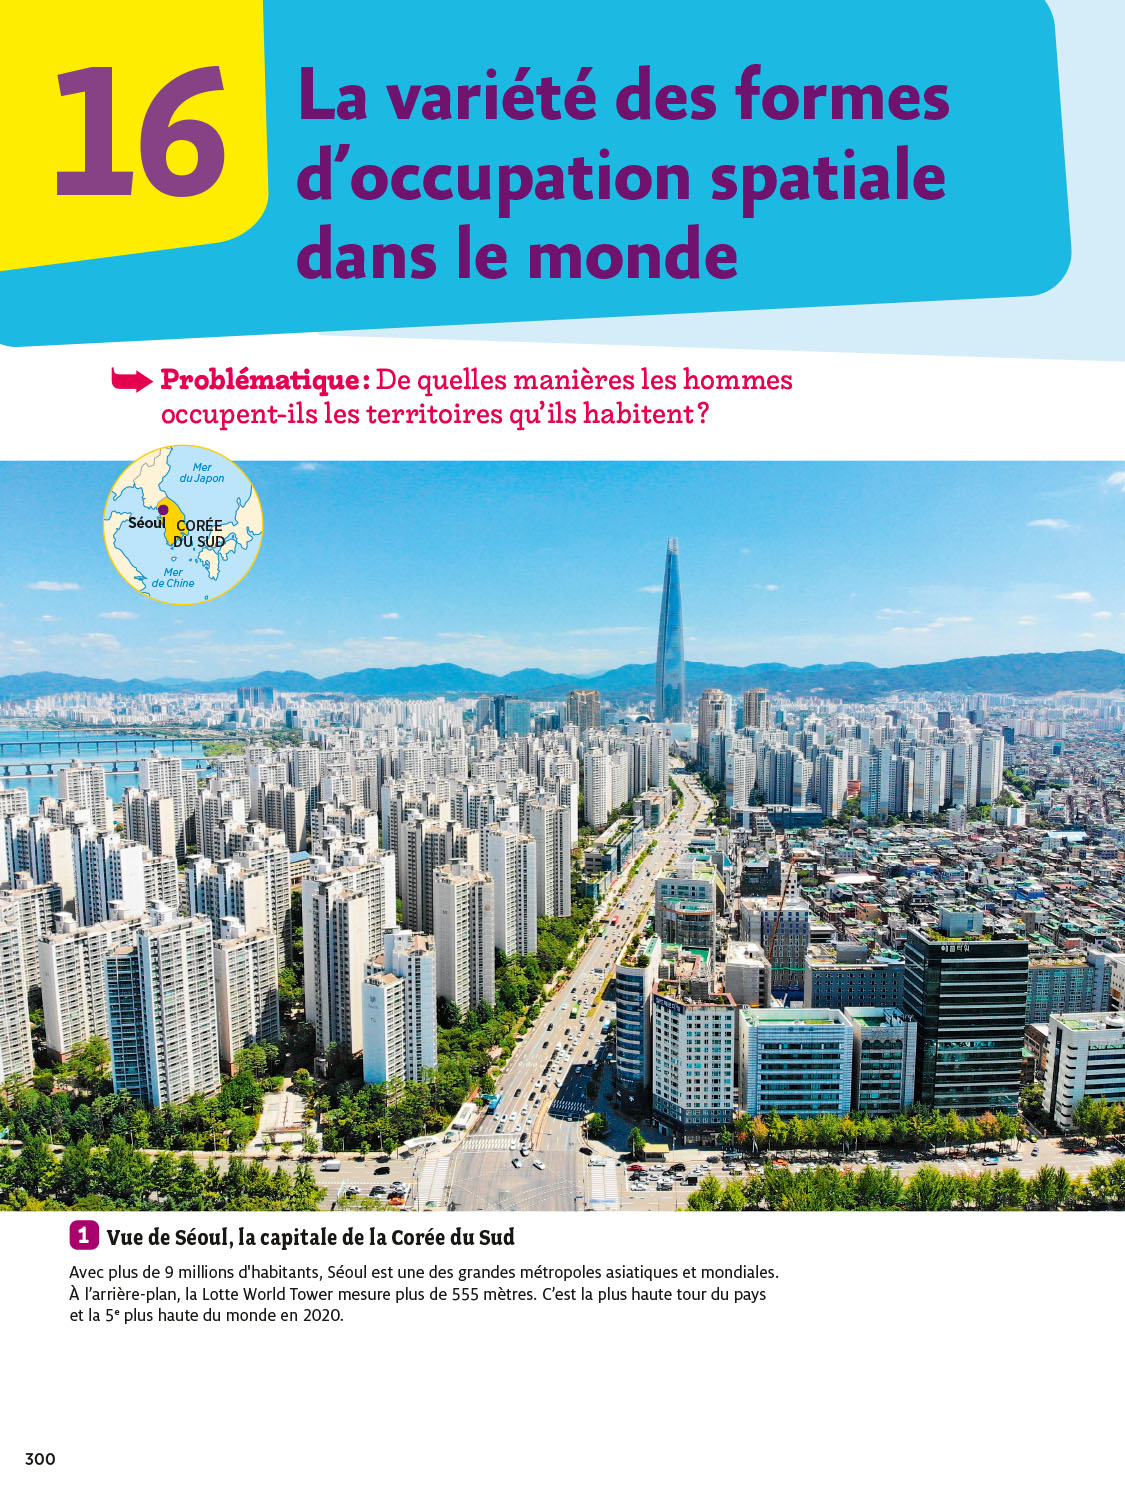 16
La variété des formes
d'occupation spatiale
dans le monde
Problématique : De quelles manières les hommes
occupent-ils les territoires qu'ils habitent ?
Mer
du Japon
Séoul
CORÉE
DU SUD
Mer
de Chine
1 Vue de Séoul, la capitale de la Corée du Sud
Avec plus de 9 millions d'habitants, Séoul est une des grandes métropoles asiatiques et mondiales.
À l'arrière-plan, la Lotte World Tower mesure plus de 555 mètres. C'est la plus haute tour du pays
et la 5e plus haute du monde en 2020.
300